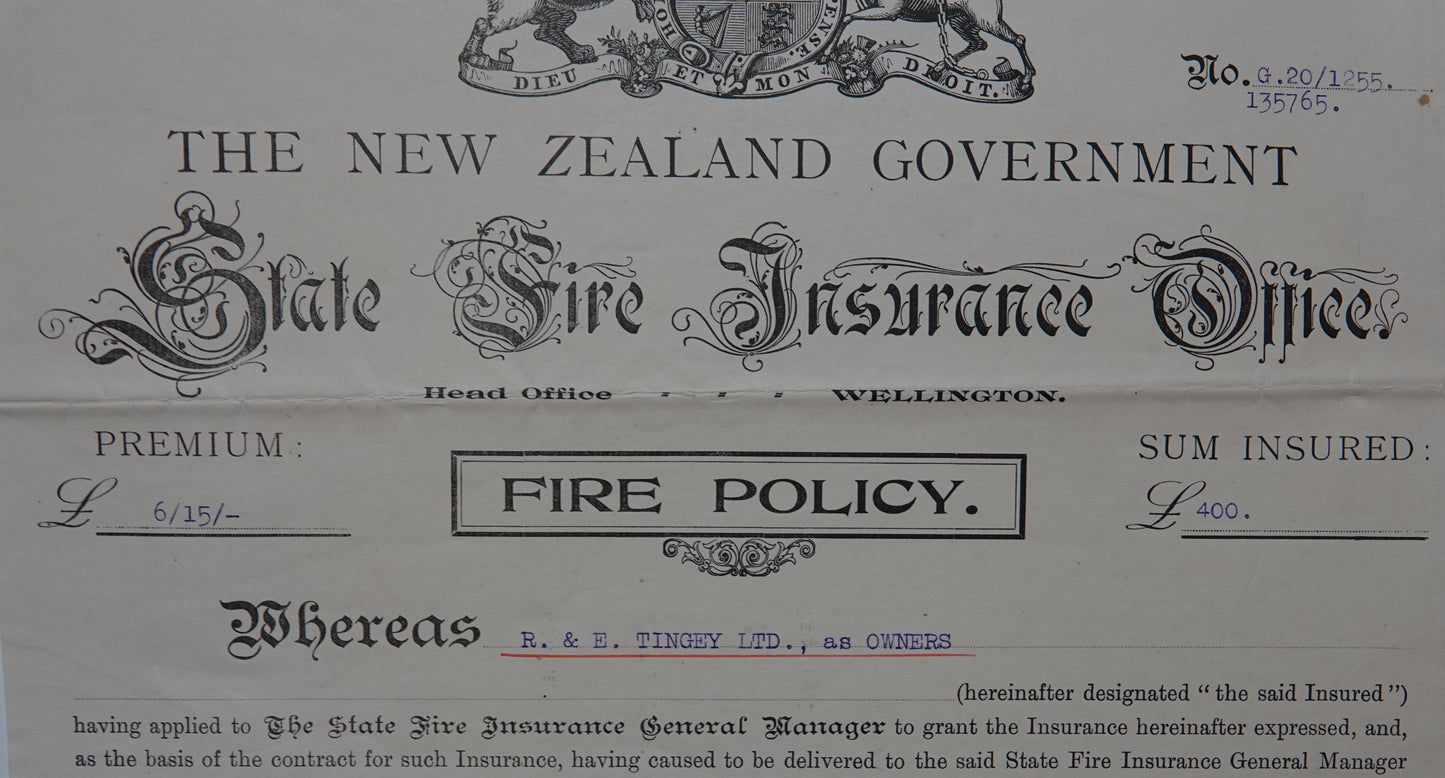 HO ENSE.
DIEU ET MON DROIT.
No. G.20/1255.
135765.
THE NEW ZEALAND GOVERNMENT
State Fire Insurance Office.
Head Office - - - WELLINGTON.
PREMIUM: SUM INSURED:
FIRE POLICY.
£ 6/15/- £ 400.
Whereas R. & E. TINGEY LTD., as OWNERS
(hereinafter designated “the said Insured”)
having applied to The State Fire Insurance General Manager to grant the Insurance hereinafter expressed, and,
as the basis of the contract for such Insurance, having caused to be delivered to the said State Fire Insurance General Manager